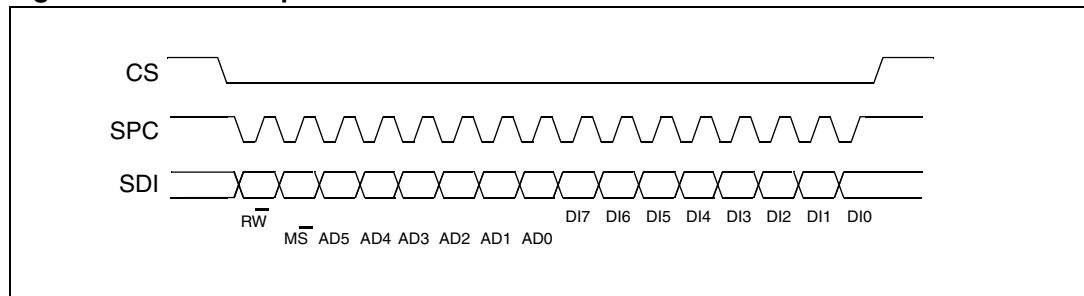 CS
SPC
SDI
RW̅ DI7 DI6 DI5 DI4 DI3 DI2 DI1 DI0
MS̅ AD5 AD4 AD3 AD2 AD1 AD0